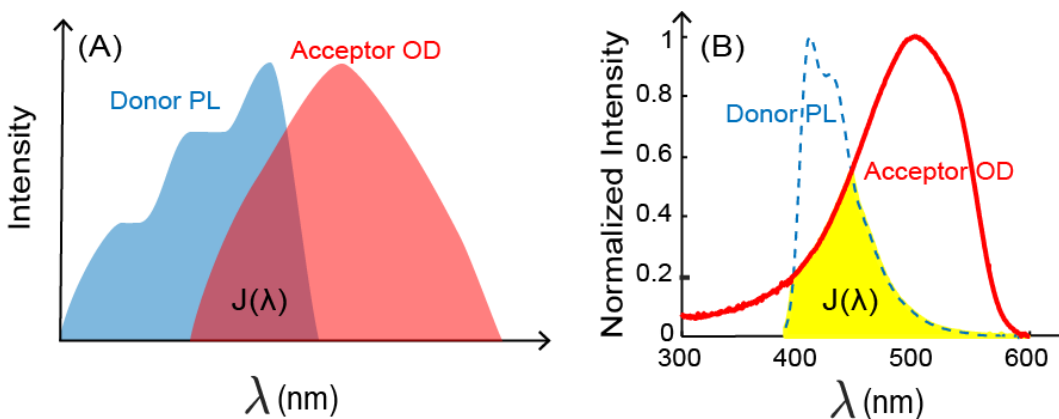 (A)
Acceptor OD
Donor PL
Intensity
J(λ)
λ (nm)
(B)
1
0.8
0.6
0.4
0.2
0
Normalized Intensity
Donor PL
Acceptor OD
J(λ)
300 400 500 600
λ (nm)